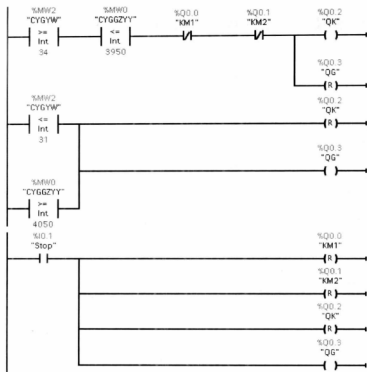 %MW2 %MW0 %Q0.0 %Q0.1 %Q0.2
"CYGYW" "CYGGZYY" "KM1" "KM2" "QK"
>= <=
Int Int
34 3950
%Q0.3
"QG"
R
%MW2 %Q0.2
"CYGYW" "QK"
<= R
Int
31 %Q0.3
"QG"
%MW0
"CYGGZYY"
>=
Int
4050
%I0.1 %Q0.0
"Stop" "KM1"
R
%Q0.1
"KM2"
R
%Q0.2
"QK"
R
%Q0.3
"QG"